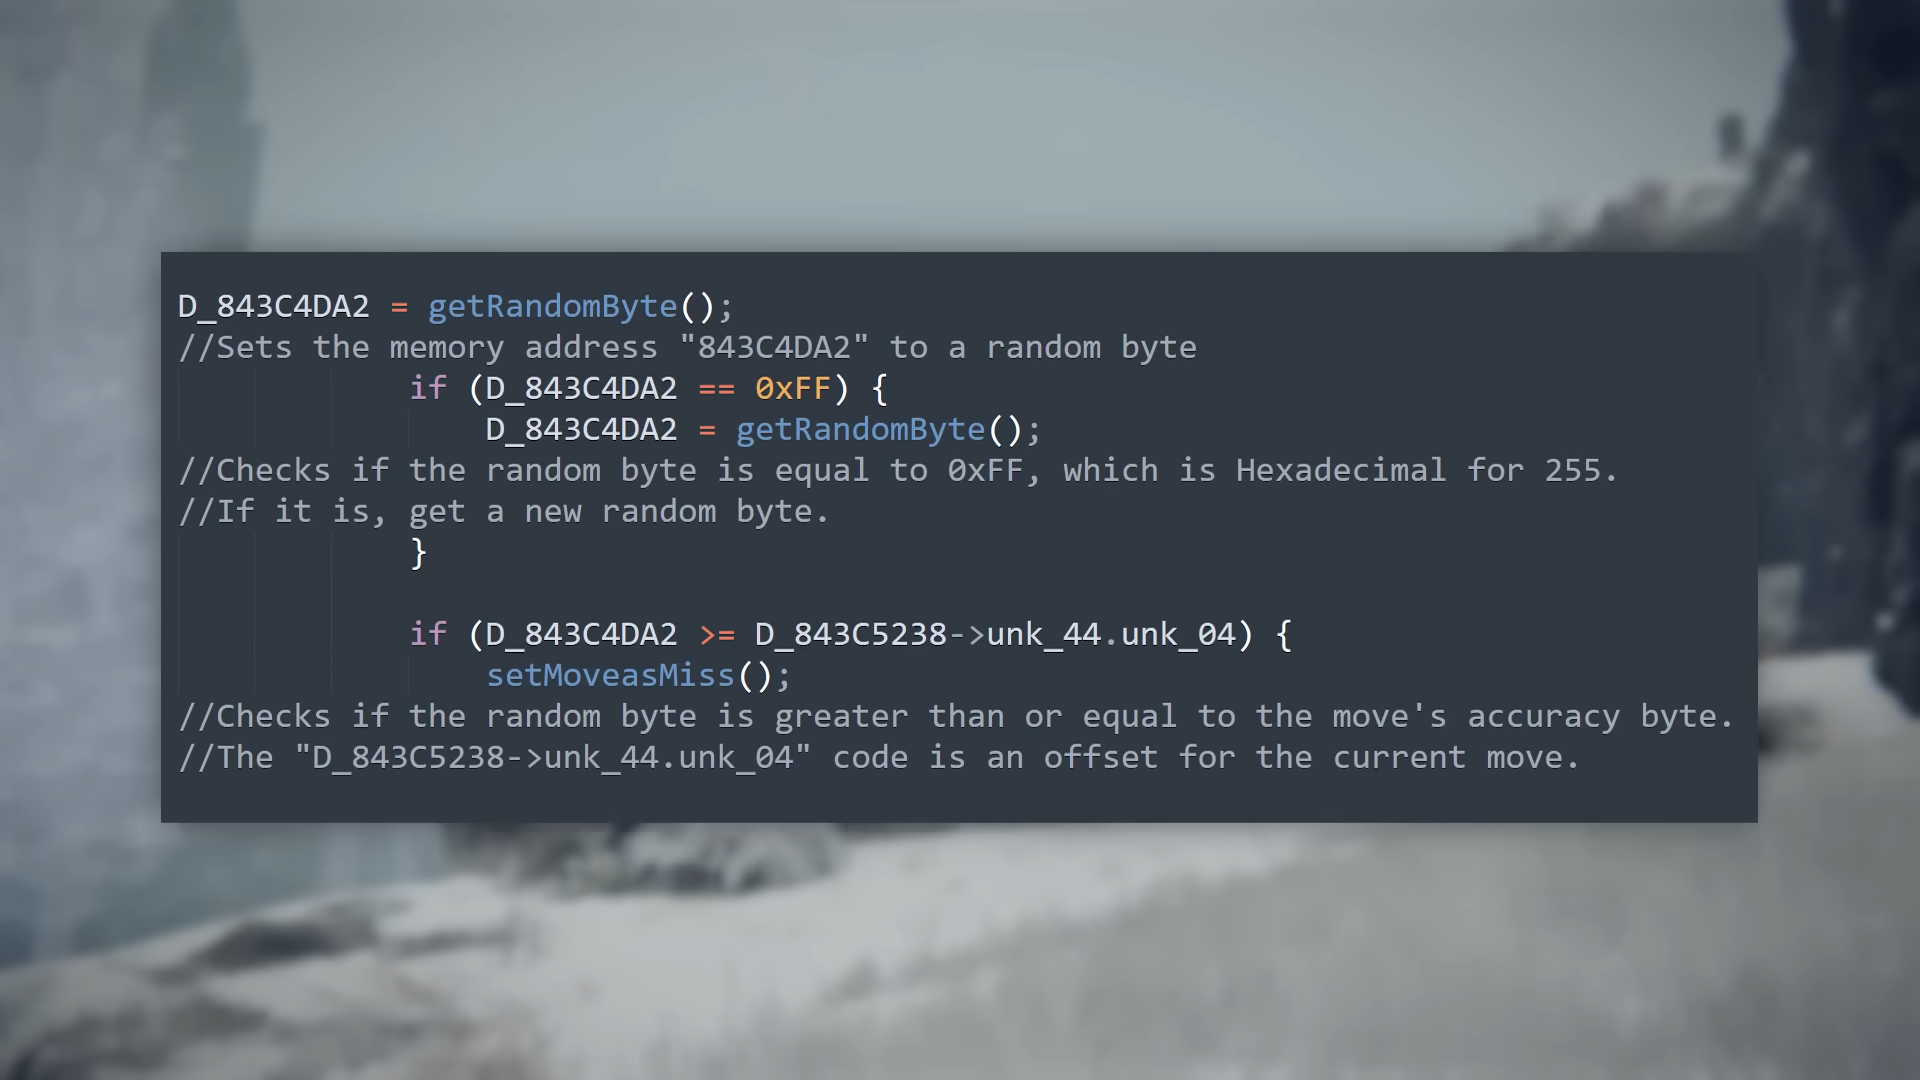 D_843C4DA2 = getRandomByte();
//Sets the memory address "843C4DA2" to a random byte
if (D_843C4DA2 == 0xFF) {
D_843C4DA2 = getRandomByte();
//Checks if the random byte is equal to 0xFF, which is Hexadecimal for 255.
//If it is, get a new random byte.
}
if (D_843C4DA2 >= D_843C5238->unk_44.unk_04) {
setMoveasMiss();
//Checks if the random byte is greater than or equal to the move's accuracy byte.
//The "D_843C5238->unk_44.unk_04" code is an offset for the current move.